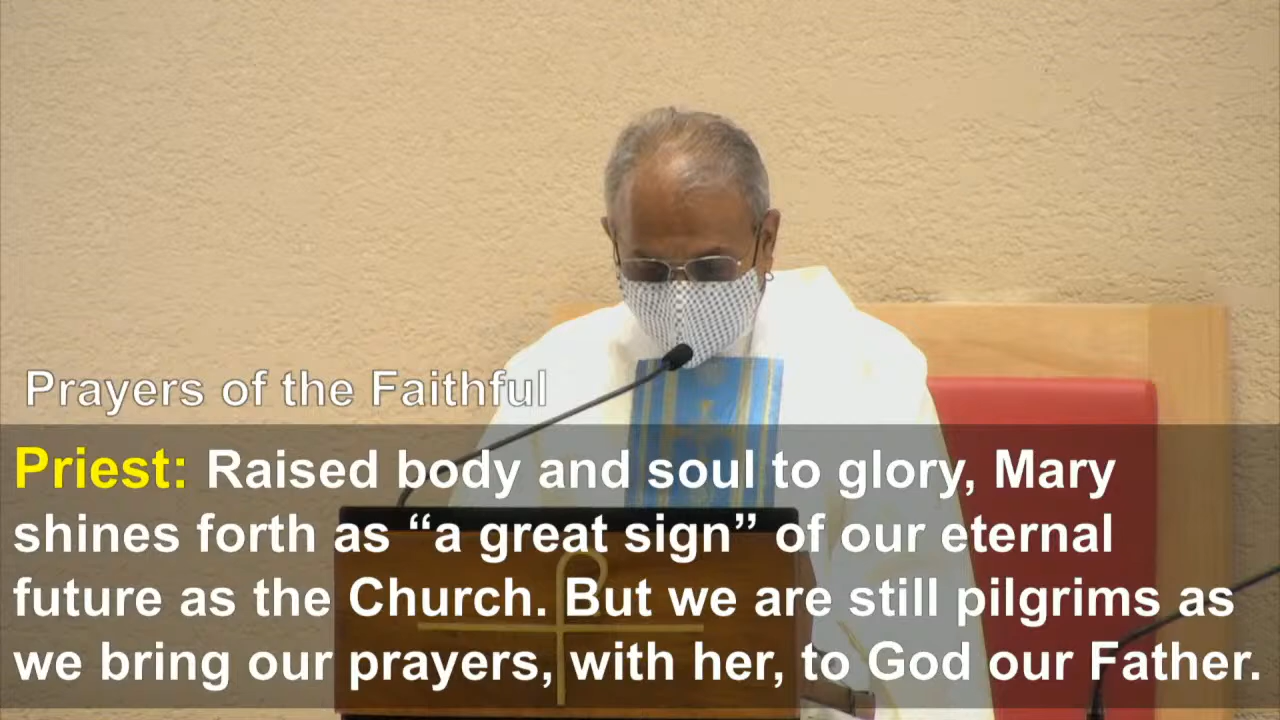 Prayers of the Faithful
Priest: Raised body and soul to glory, Mary
shines forth as “a great sign” of our eternal
future as the Church. But we are still pilgrims as
we bring our prayers, with her, to God our Father.